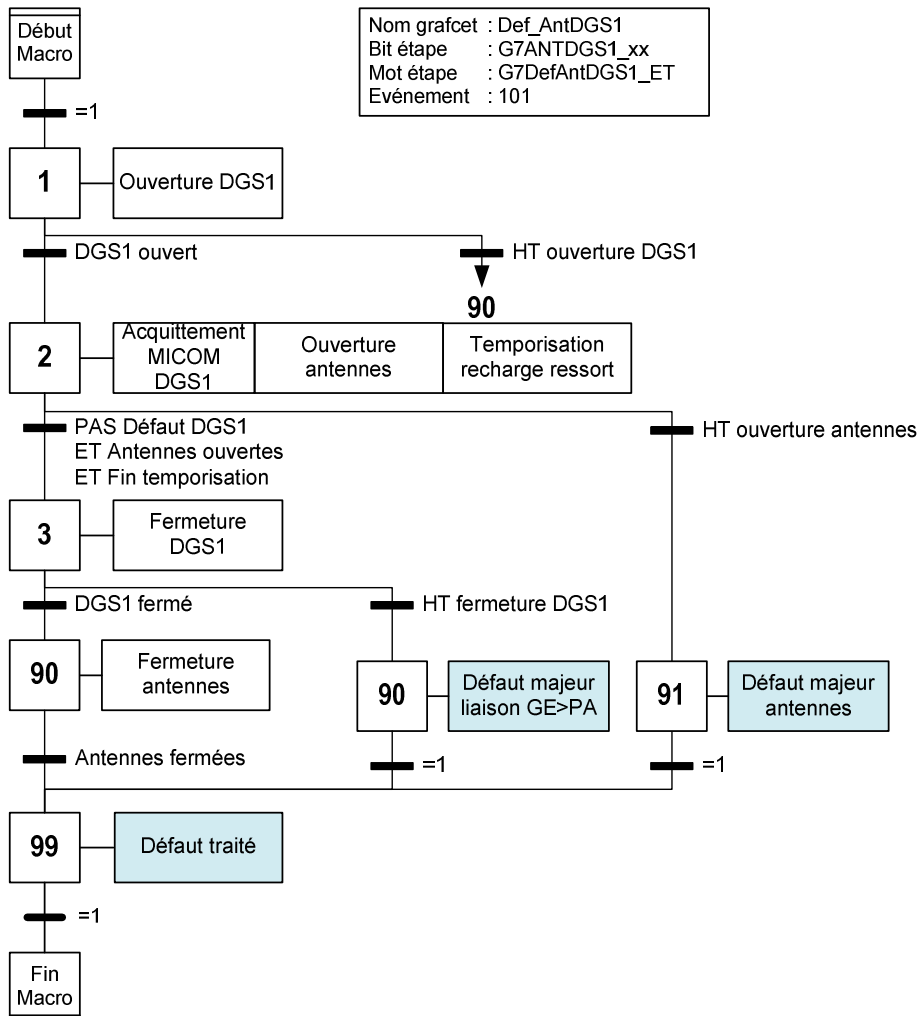 Début
Macro
Nom grafcet : Def_AntDGS1
Bit étape : G7ANTDGS1_xx
Mot étape : G7DefAntDGS1_ET
Evénement : 101
=1
1
Ouverture DGS1
DGS1 ouvert
HT ouverture DGS1
90
2
Acquittement
MICOM
DGS1
Ouverture
antennes
Temporisation
recharge ressort
PAS Défaut DGS1
ET Antennes ouvertes
ET Fin temporisation
HT ouverture antennes
3
Fermeture
DGS1
DGS1 fermé
HT fermeture DGS1
90
Fermeture
antennes
90
Défaut majeur
liaison GE>PA
91
Défaut majeur
antennes
Antennes fermées
=1
=1
99
Défaut traité
=1
Fin
Macro